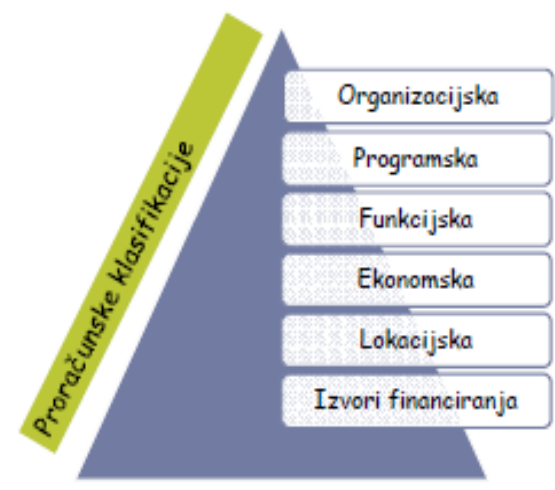 Proračunske klasifikacije
Organizacijska
Programska
Funkcijska
Ekonomska
Lokacijska
Izvori financiranja